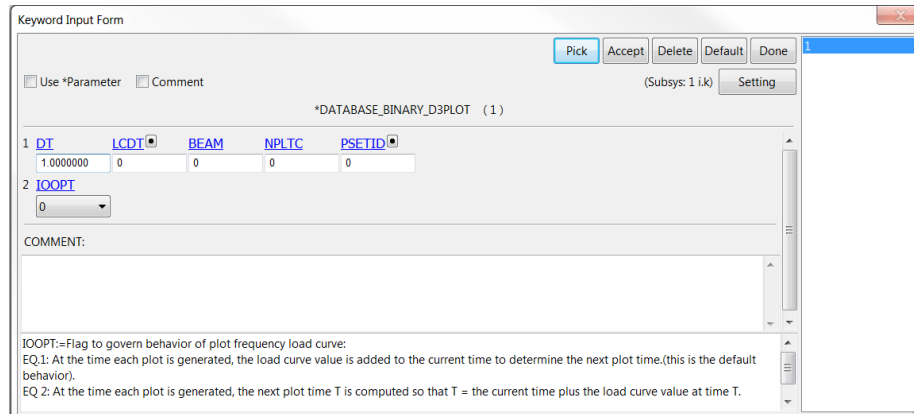 Keyword Input Form
Pick Accept Delete Default Done
1
Use *Parameter Comment (Subsys: 1 i.k) Setting
*DATABASE_BINARY_D3PLOT (1)
1 DT LCDT BEAM NPLTC PSETID
1.0000000 0 0 0 0
2 IOOPT
0
COMMENT:
IOOPT:=Flag to govern behavior of plot frequency load curve:
EQ.1: At the time each plot is generated, the load curve value is added to the current time to determine the next plot time.(this is the default
behavior).
EQ 2: At the time each plot is generated, the next plot time T is computed so that T = the current time plus the load curve value at time T.